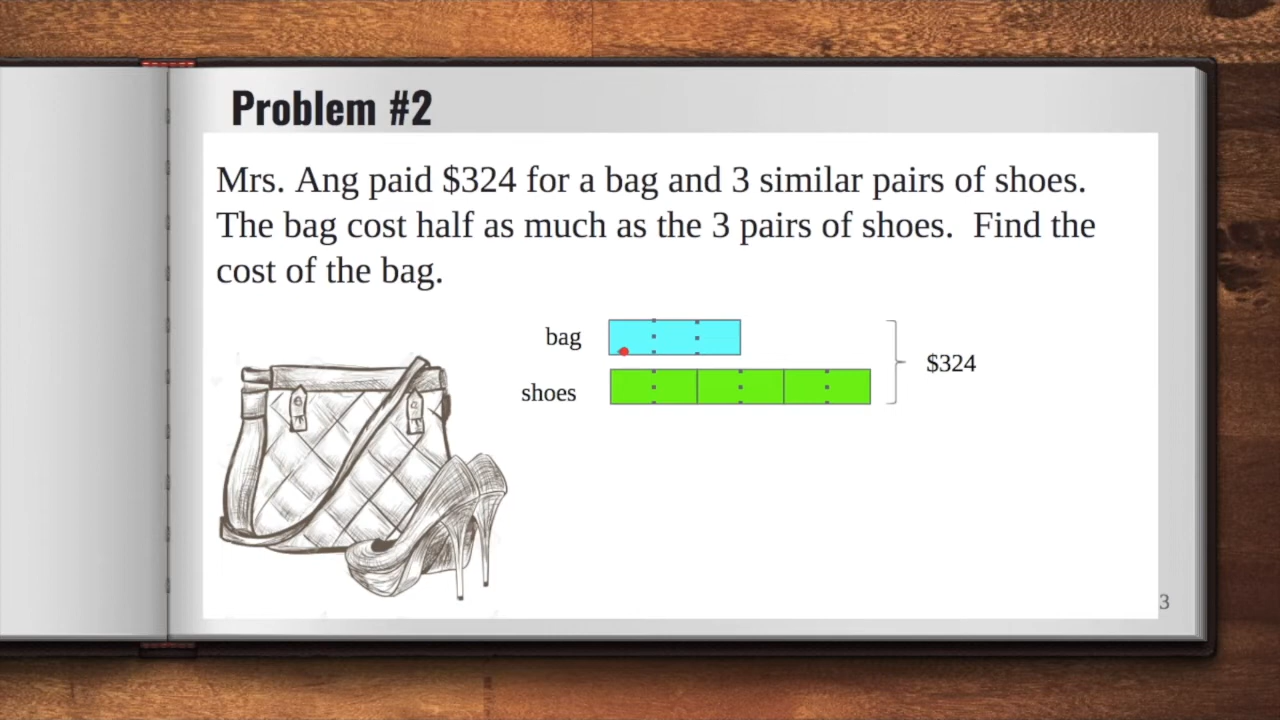 Problem #2
Mrs. Ang paid $324 for a bag and 3 similar pairs of shoes.
The bag cost half as much as the 3 pairs of shoes.  Find the
cost of the bag.
bag
shoes
$324
3